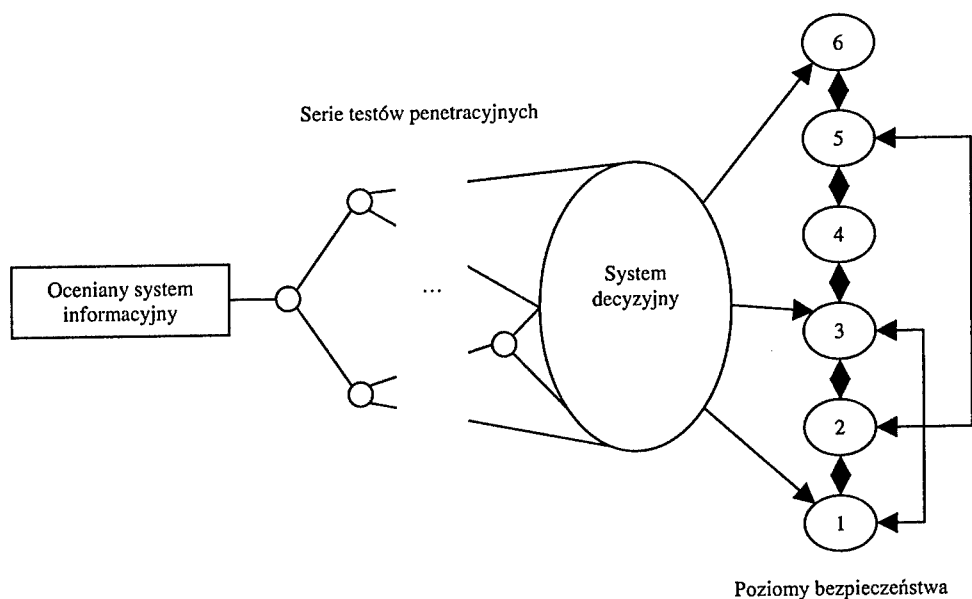 6
Serie testów penetracyjnych
5
4
Oceniany system
informacyjny
...
System
decyzyjny
3
2
1
Poziomy bezpieczeństwa